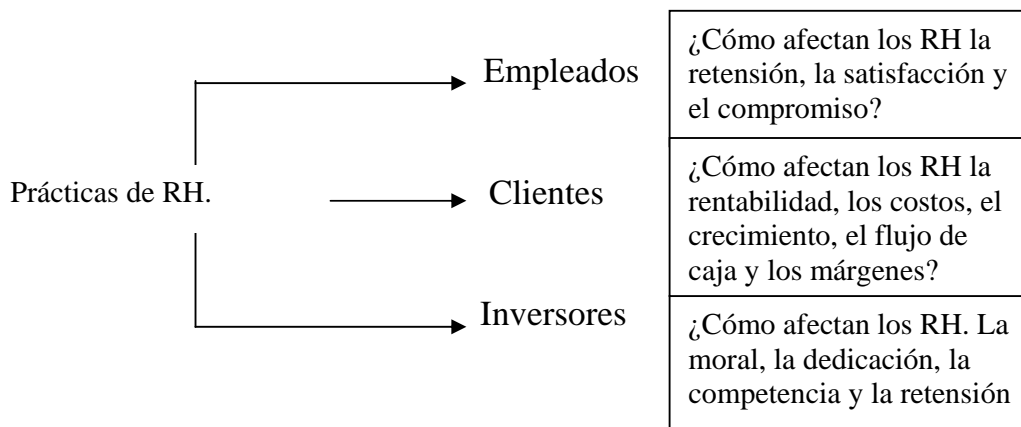 Prácticas de RH.
Empleados
¿Cómo afectan los RH la
retensión, la satisfacción y
el compromiso?
Clientes
¿Cómo afectan los RH la
rentabilidad, los costos, el
crecimiento, el flujo de
caja y los márgenes?
Inversores
¿Cómo afectan los RH. La
moral, la dedicación, la
competencia y la retensión